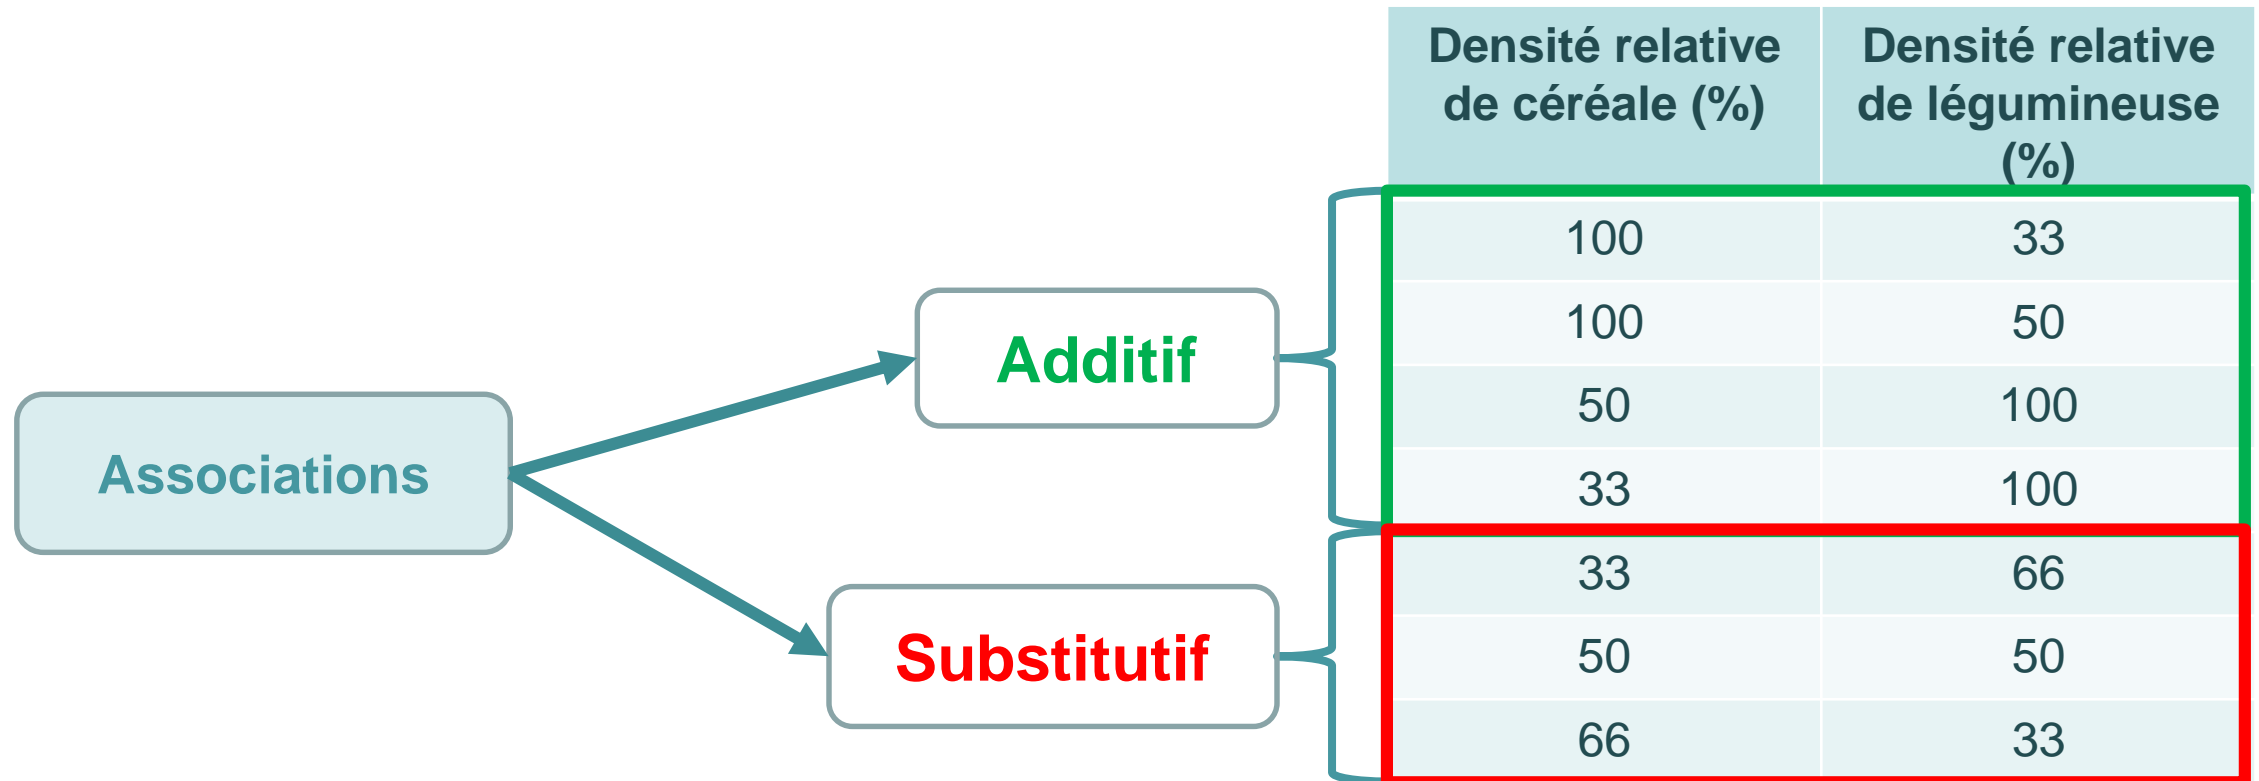 Densité relative
de céréale (%)
Densité relative
de légumineuse
(%)
Associations
Additif
Substitutif
100 33
100 50
50 100
33 100
33 66
50 50
66 33